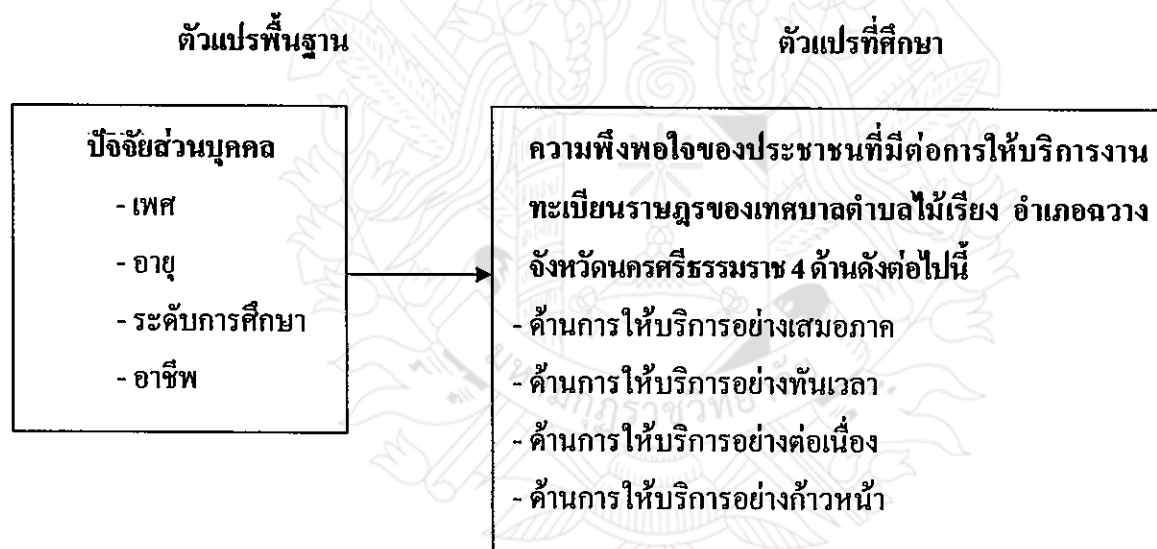 ตัวแปรพื้นฐาน
ตัวแปรที่ศึกษา
ปัจจัยส่วนบุคคล
- เพศ
- อายุ
- ระดับการศึกษา
- อาชีพ
ความพึงพอใจของประชาชนที่มีต่อการให้บริการงาน
ทะเบียนราษฎรของเทศบาลตำบลไม้เรียง อำเภอฉวาง
จังหวัดนครศรีธรรมราช 4 ด้านดังต่อไปนี้
- ด้านการให้บริการอย่างเสมอภาค
- ด้านการให้บริการอย่างทันเวลา
- ด้านการให้บริการอย่างต่อเนื่อง
- ด้านการให้บริการอย่างก้าวหน้า